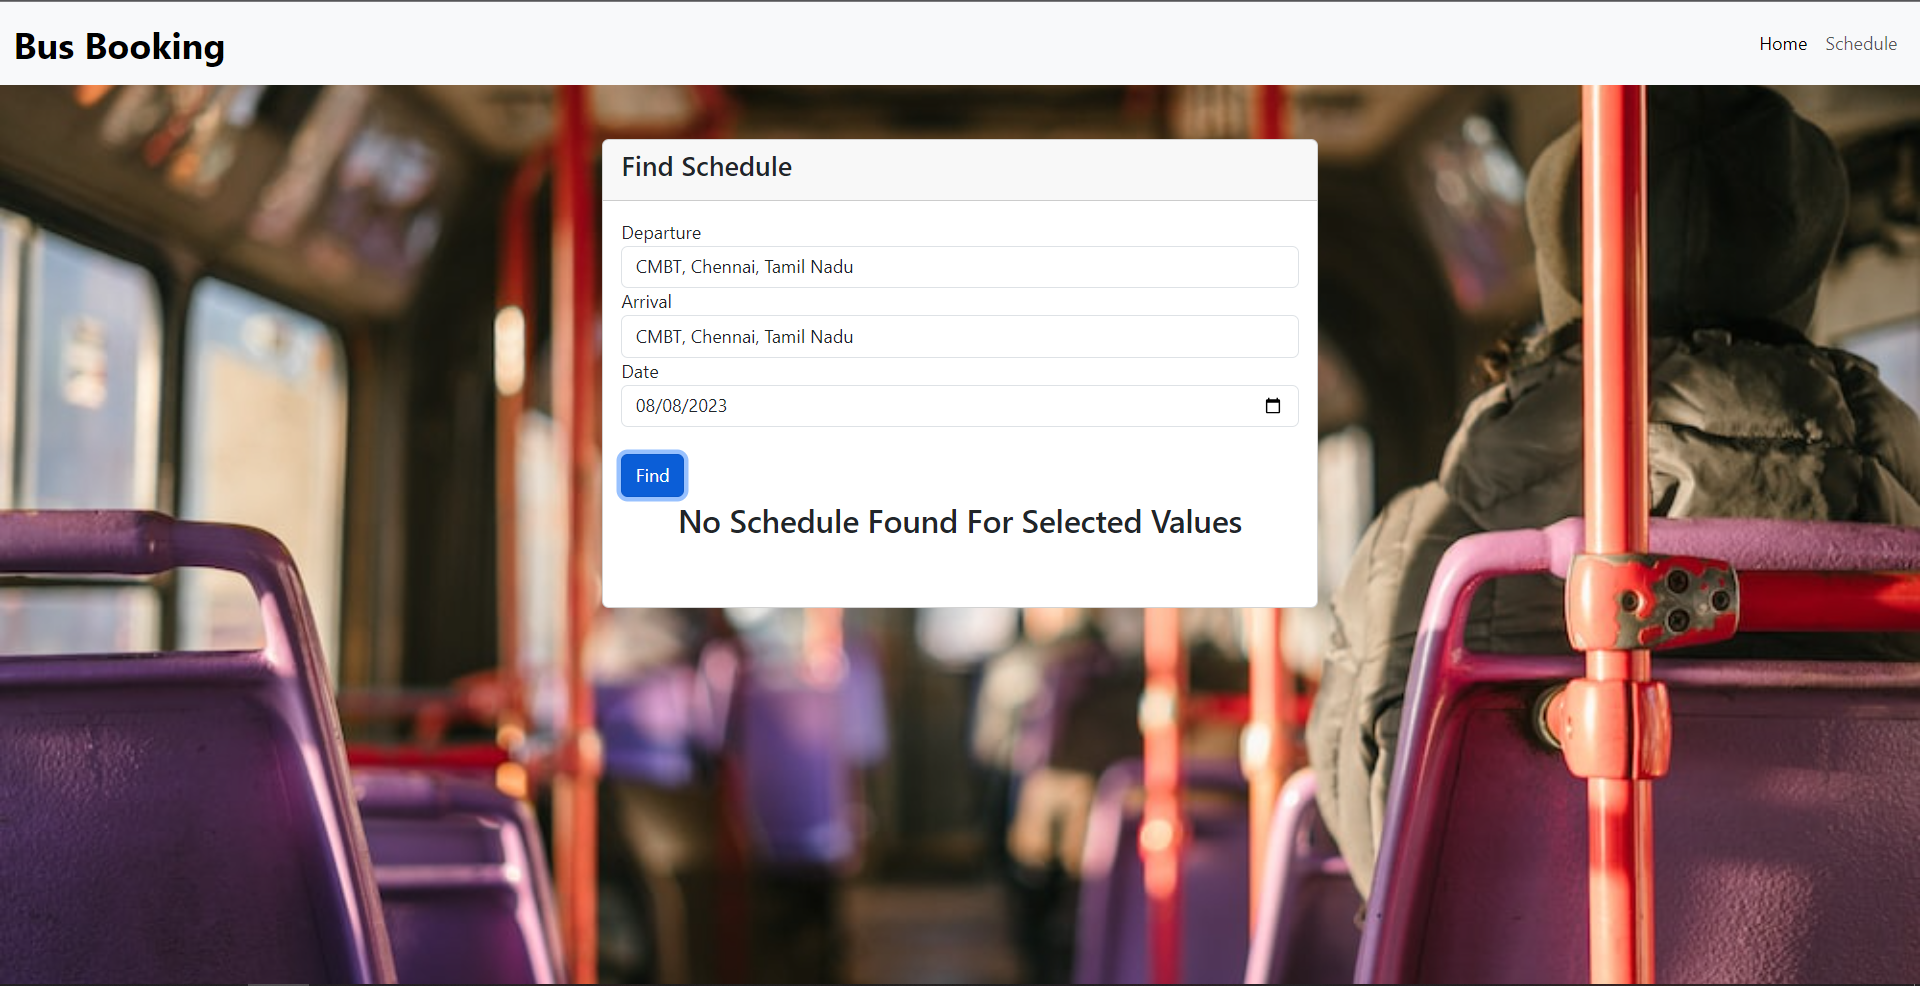 Bus Booking
Home Schedule
Find Schedule
Departure
CMBT, Chennai, Tamil Nadu
Arrival
CMBT, Chennai, Tamil Nadu
Date
08/08/2023
Find
No Schedule Found For Selected Values